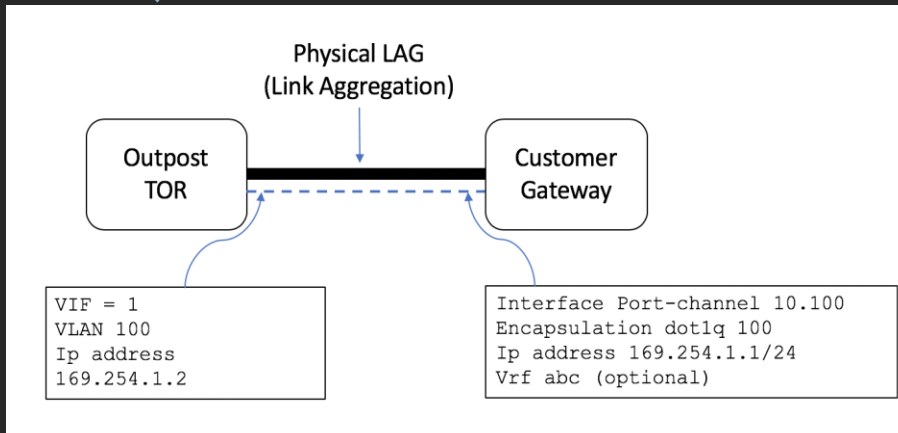 Physical LAG
(Link Aggregation)
Outpost
TOR
Customer
Gateway
VIF = 1
VLAN 100
Ip address
169.254.1.2
Interface Port-channel 10.100
Encapsulation dot1q 100
Ip address 169.254.1.1/24
Vrf abc (optional)